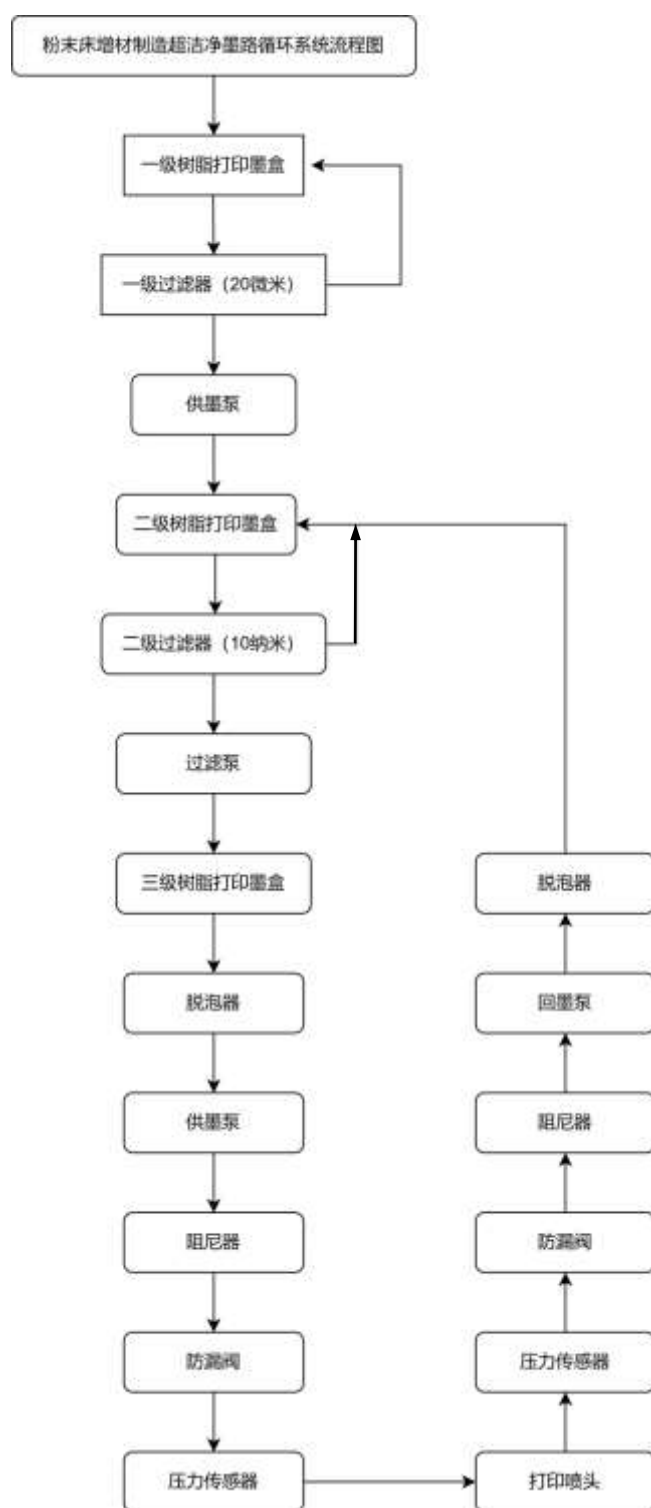 粉末床增材制造超洁净墨路循环系统流程图
一级树脂打印墨盒
一级过滤器（20微米）
供墨泵
二级树脂打印墨盒
二级过滤器（10纳米）
过滤泵
三级树脂打印墨盒
脱泡器
供墨泵
阻尼器
防漏阀
压力传感器
打印喷头
压力传感器
防漏阀
阻尼器
回墨泵
脱泡器